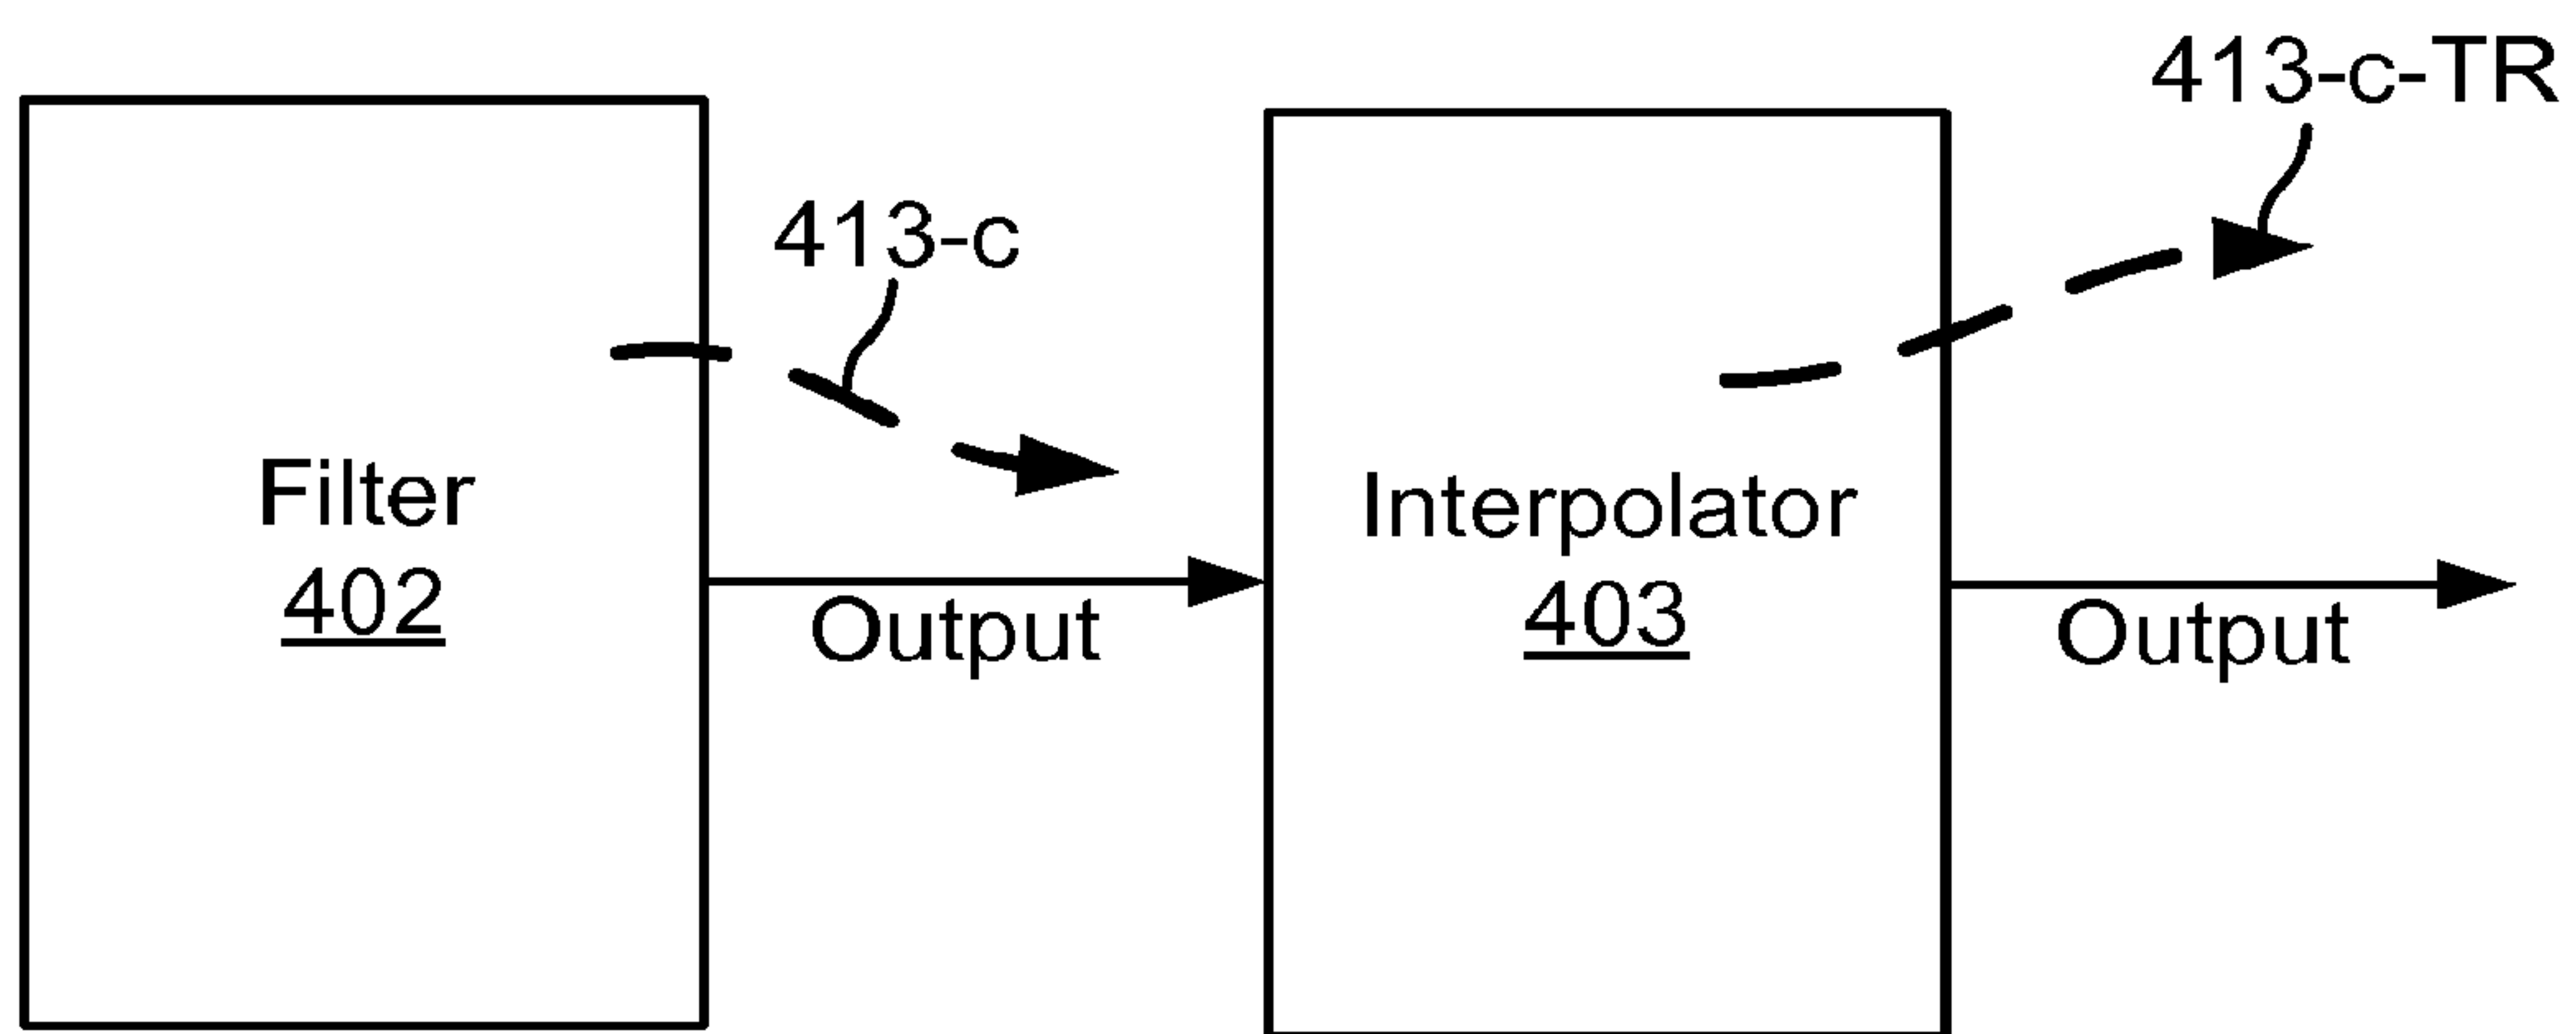 413-c-TR
413-c
Filter
402
Output
Interpolator
403
Output